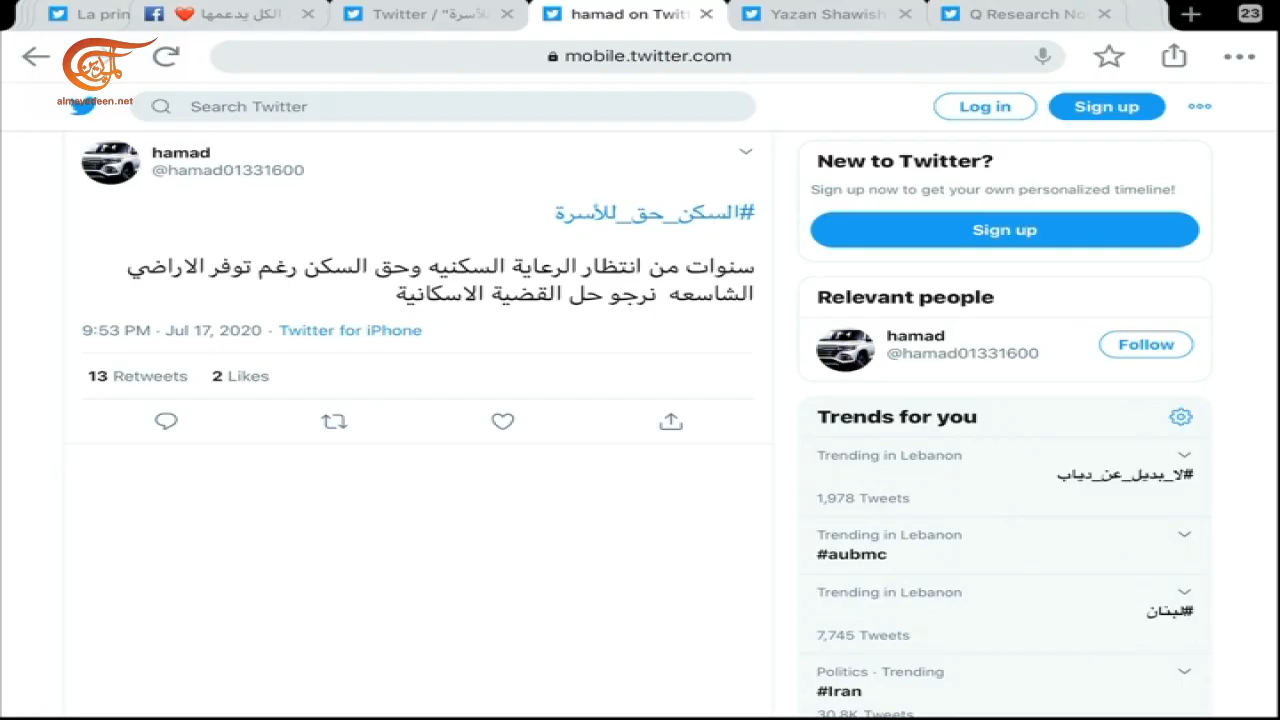 La prin
الكل يدعمها
Twitter / "للأسرة
hamad on Twit
Yazan Shawish
Q Research No
23
mobile.twitter.com
الميادين
almayadeen.net
Search Twitter
Log in
Sign up
hamad
@hamad01331600
#السكن_حق_للأسرة
سنوات من انتظار الرعاية السكنيه وحق السكن رغم توفر الاراضي
الشاسعه نرجو حل القضية الاسكانية
9:53 PM · Jul 17, 2020 · Twitter for iPhone
13 Retweets 2 Likes
New to Twitter?
Sign up now to get your own personalized timeline!
Sign up
Relevant people
hamad
@hamad01331600
Follow
Trends for you
Trending in Lebanon
#لا_بديل_عن_دياب
1,978 Tweets
Trending in Lebanon
#aubmc
Trending in Lebanon
#لبنان
7,745 Tweets
Politics · Trending
#Iran
30.8K Tweets